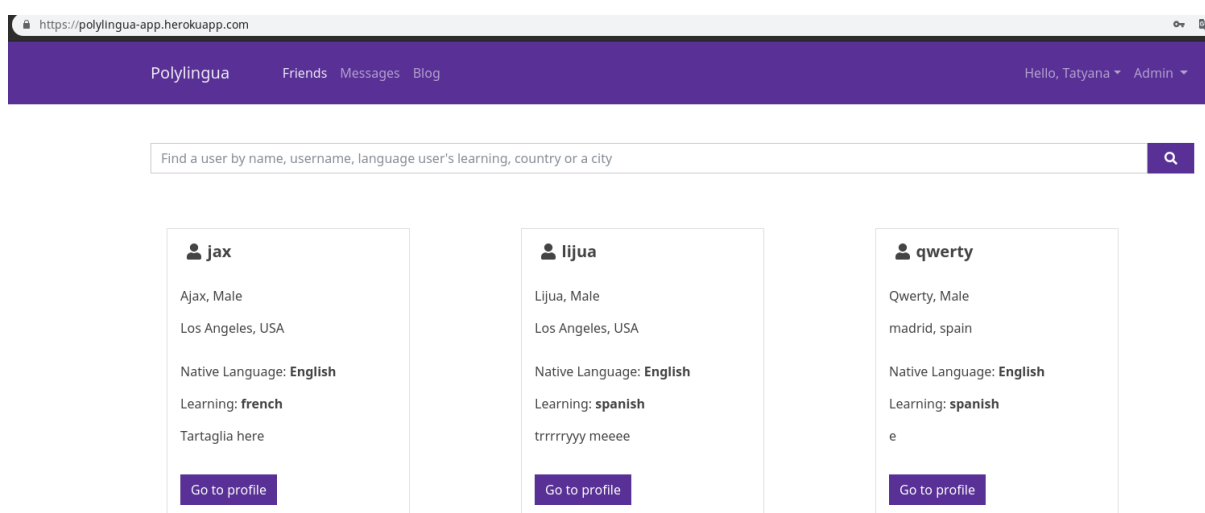 https://polylingua-app.herokuapp.com
Polylingua Friends Messages Blog Hello, Tatyana Admin
Find a user by name, username, language user's learning, country or a city
jax
Ajax, Male
Los Angeles, USA
Native Language: English
Learning: french
Tartaglia here
Go to profile
lijua
Lijua, Male
Los Angeles, USA
Native Language: English
Learning: spanish
trrrrryyy meeee
Go to profile
qwerty
Qwerty, Male
madrid, spain
Native Language: English
Learning: spanish
e
Go to profile